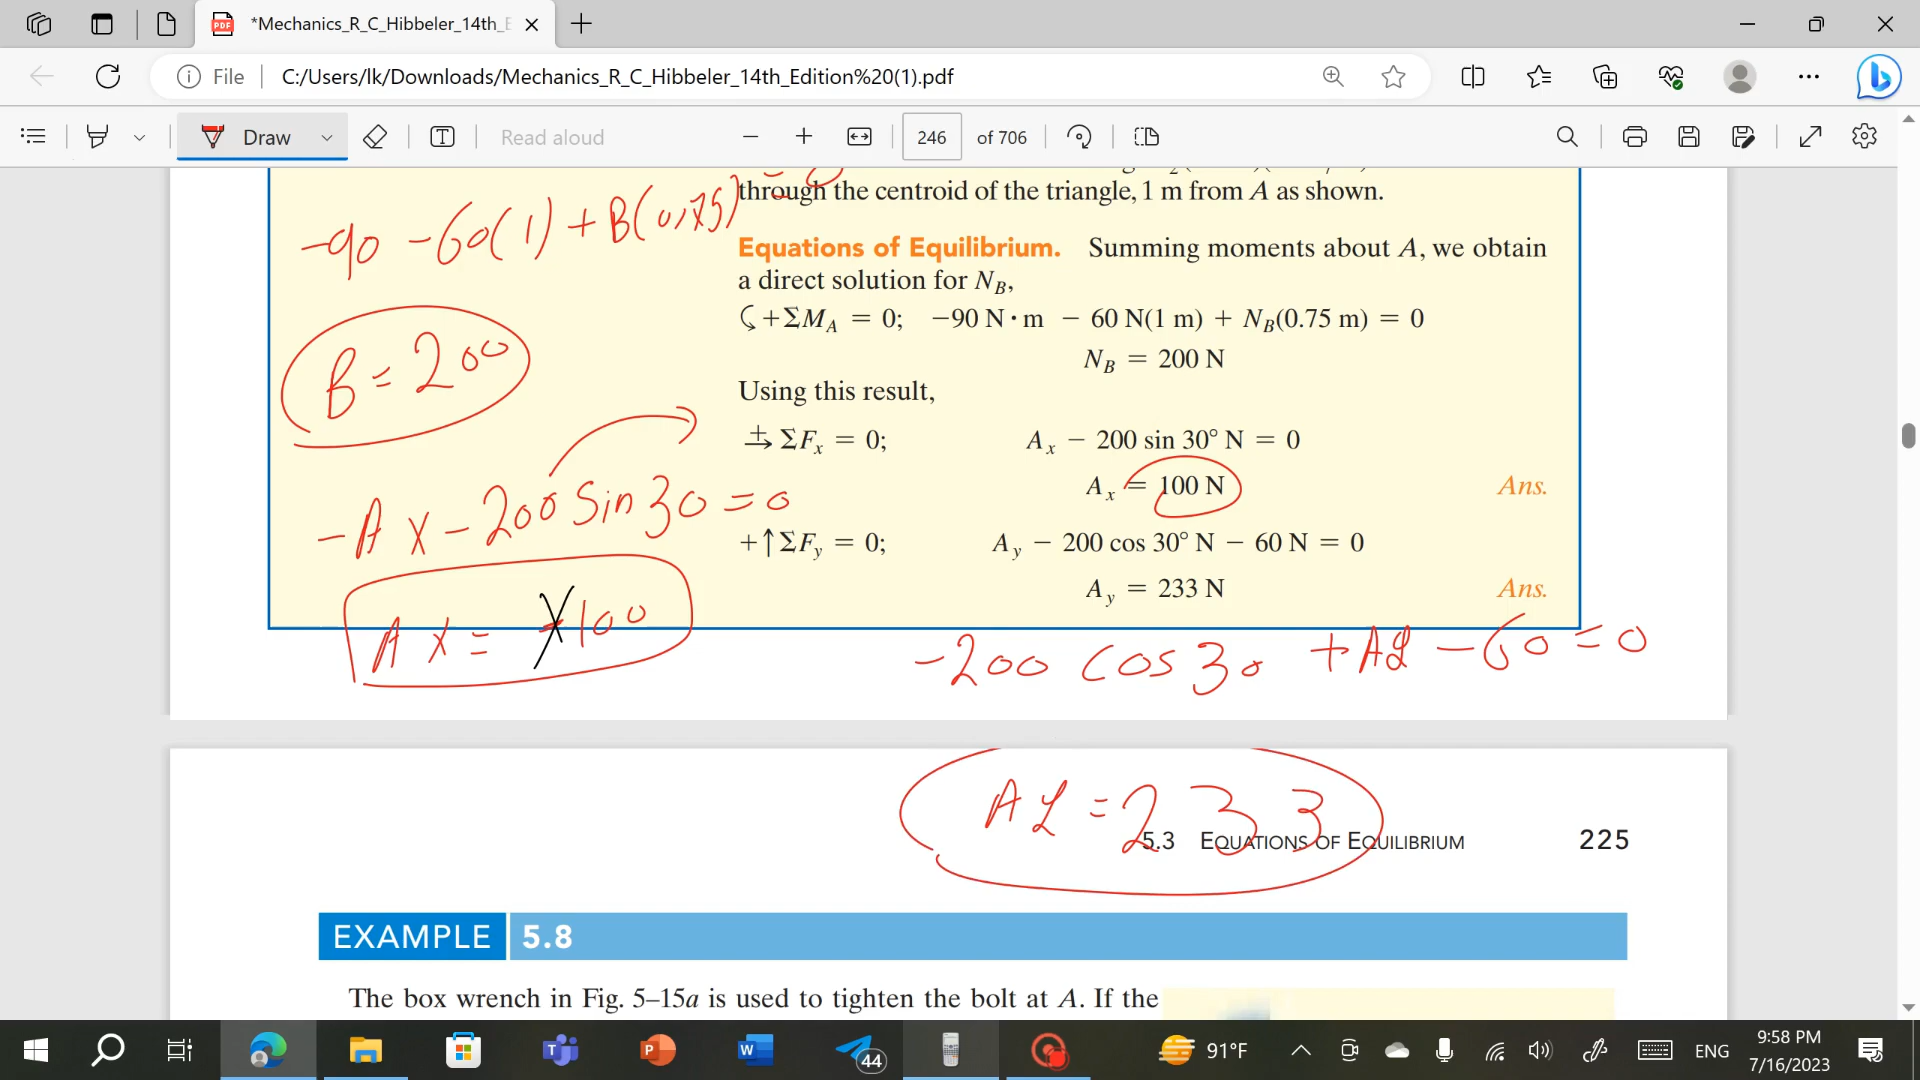 *Mechanics_R_C_Hibbeler_14th_E
File C:/Users/lk/Downloads/Mechanics_R_C_Hibbeler_14th_Edition%20(1).pdf
Draw Read aloud 246 of 706
through the centroid of the triangle, 1 m from A as shown.
-90 -60(1) + B(0,75) = 0
Equations of Equilibrium. Summing moments about A, we obtain
a direct solution for N_B,
⤹+ΣM_A = 0; −90 N·m − 60 N(1 m) + N_B(0.75 m) = 0
B = 200
N_B = 200 N
Using this result,
→+ ΣF_x = 0; A_x − 200 sin 30° N = 0
A_x = 100 N Ans.
-Ax-200 Sin30 = 0
+↑ΣF_y = 0; A_y − 200 cos 30° N − 60 N = 0
A_y = 233 N Ans.
Ax = -100
-200 cos30 +Ay -60 = 0
Ay = 233
5.3 EQUATIONS OF EQUILIBRIUM 225
EXAMPLE 5.8
The box wrench in Fig. 5–15a is used to tighten the bolt at A. If the
44 91°F ENG 9:58 PM
7/16/2023